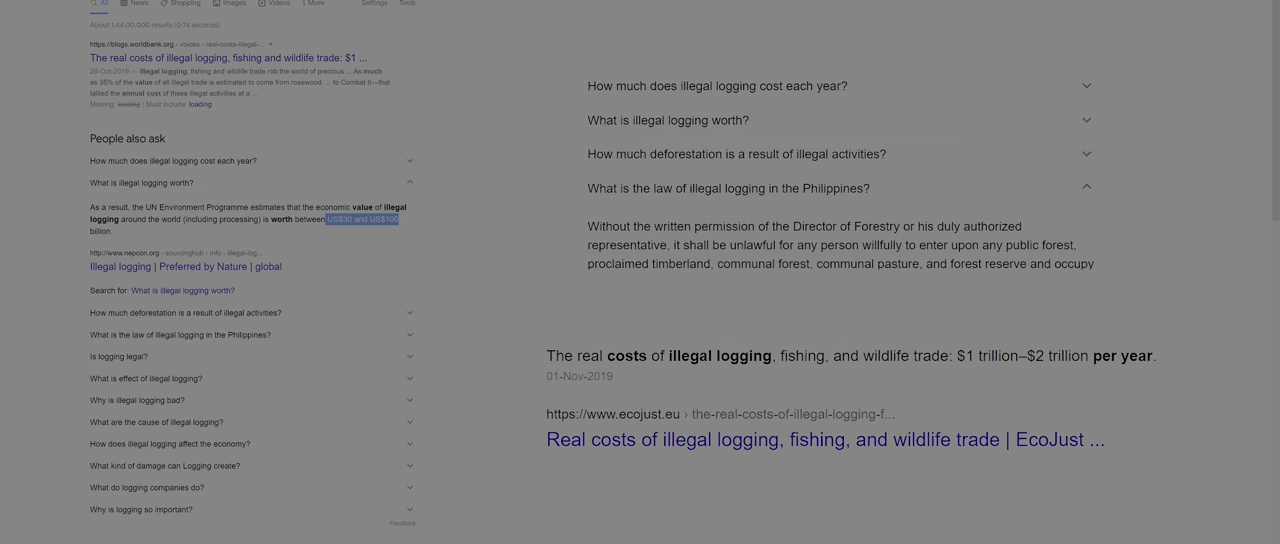 All News Shopping Images Videos More Settings Tools
About 1,44,00,000 results (0.74 seconds)
https://blogs.worldbank.org › voices › real-costs-illegal-...
The real costs of illegal logging, fishing and wildlife trade: $1 ...
29-Oct-2019 — illegal logging, fishing and wildlife trade rob the world of precious ... As much
as 35% of the value of all illegal trade is estimated to come from rosewood. ... to Combat It—that
tallied the annual cost of these illegal activities at a ...
Missing: loading | Must include: loading
People also ask
How much does illegal logging cost each year?
What is illegal logging worth?
As a result, the UN Environment Programme estimates that the economic value of illegal
logging around the world (including processing) is worth between US$30 and US$100
billion.
http://www.nepcon.org › sourcinghub › info › illegal-log...
Illegal logging | Preferred by Nature | global
Search for: What is illegal logging worth?
How much deforestation is a result of illegal activities?
What is the law of illegal logging in the Philippines?
Is logging legal?
What is effect of illegal logging?
Why is illegal logging bad?
What are the cause of illegal logging?
How does illegal logging affect the economy?
What kind of damage can Logging create?
What do logging companies do?
Why is logging so important?
Feedback
How much does illegal logging cost each year?
What is illegal logging worth?
How much deforestation is a result of illegal activities?
What is the law of illegal logging in the Philippines?
Without the written permission of the Director of Forestry or his duly authorized
representative, it shall be unlawful for any person willfully to enter upon any public forest,
proclaimed timberland, communal forest, communal pasture, and forest reserve and occupy
The real costs of illegal logging, fishing, and wildlife trade: $1 trillion–$2 trillion per year.
01-Nov-2019
https://www.ecojust.eu › the-real-costs-of-illegal-logging-f...
Real costs of illegal logging, fishing, and wildlife trade | EcoJust ...